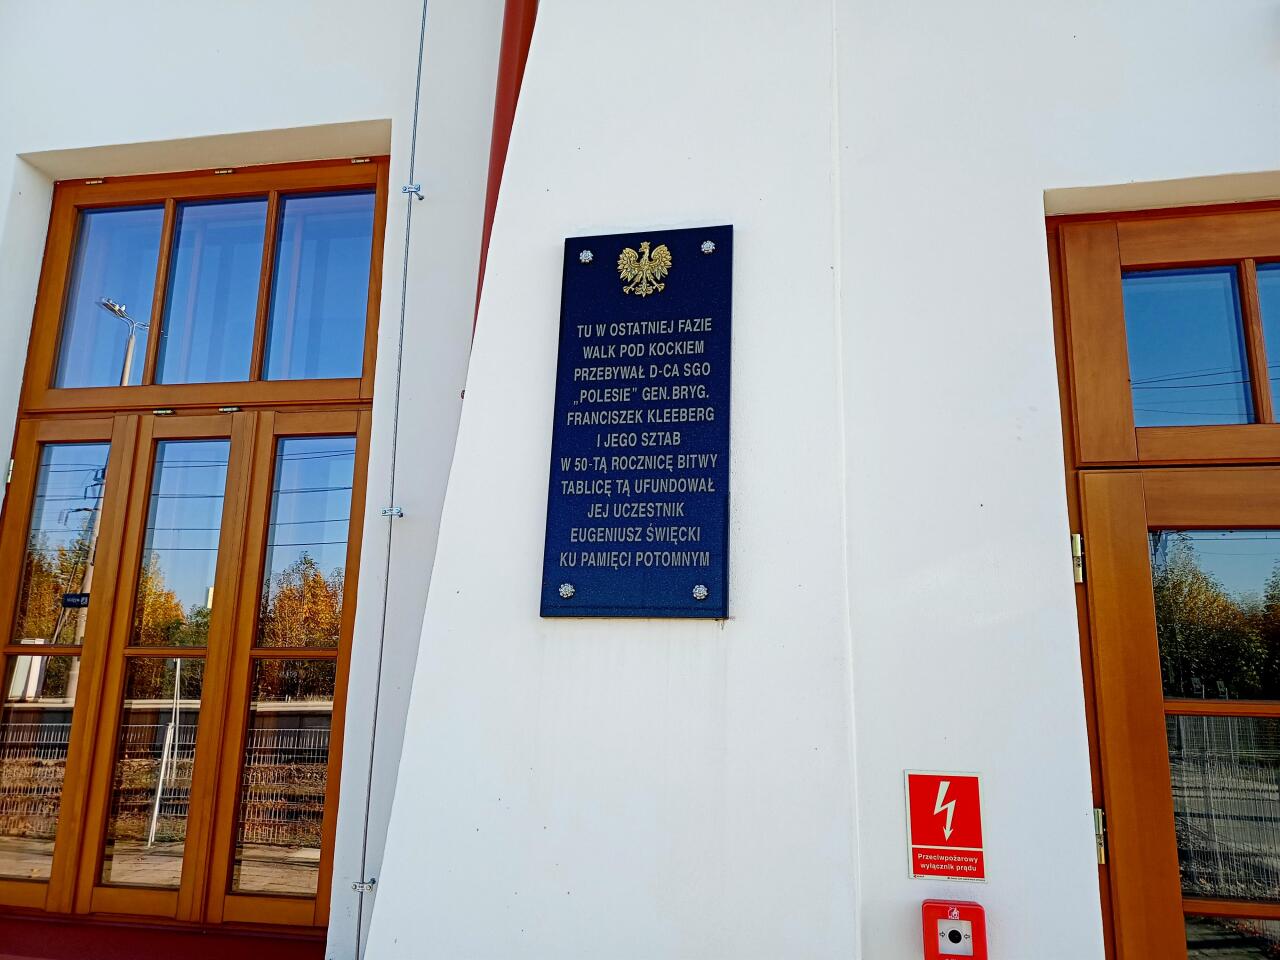 TU W OSTATNIEJ FAZIE
WALK POD KOCKIEM
PRZEBYWAŁ D-CA SGO
„POLESIE” GEN. BRYG.
FRANCISZEK KLEEBERG
I JEGO SZTAB
W 50-TĄ ROCZNICĘ BITWY
TABLICĘ TĄ UFUNDOWAŁ
JEJ UCZESTNIK
EUGENIUSZ ŚWIĘCKI
KU PAMIĘCI POTOMNYM
Przeciwpożarowy
wyłącznik prądu